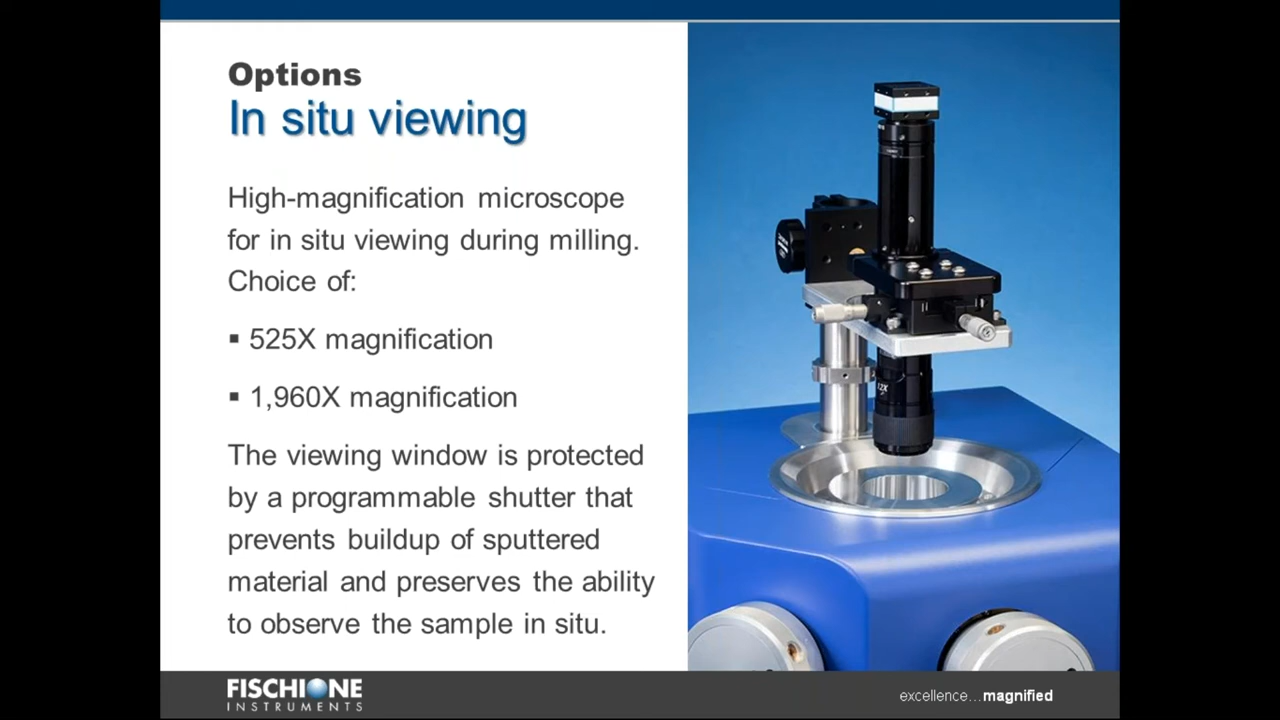 Options
In situ viewing
High-magnification microscope
for in situ viewing during milling.
Choice of:
▪ 525X magnification
▪ 1,960X magnification
The viewing window is protected
by a programmable shutter that
prevents buildup of sputtered
material and preserves the ability
to observe the sample in situ.
12X
FISCHIONE
INSTRUMENTS
excellence...magnified